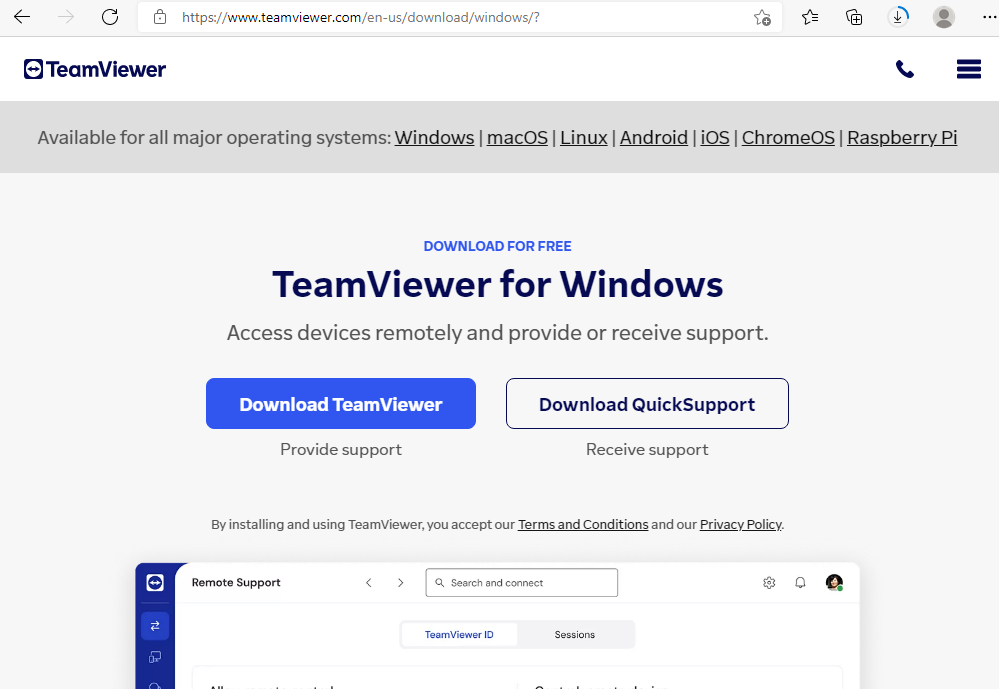 https://www.teamviewer.com/en-us/download/windows/?
TeamViewer
Available for all major operating systems: Windows | macOS | Linux | Android | iOS | ChromeOS | Raspberry Pi
DOWNLOAD FOR FREE
TeamViewer for Windows
Access devices remotely and provide or receive support.
Download TeamViewer
Download QuickSupport
Provide support
Receive support
By installing and using TeamViewer, you accept our Terms and Conditions and our Privacy Policy.
Remote Support
Search and connect
TeamViewer ID
Sessions